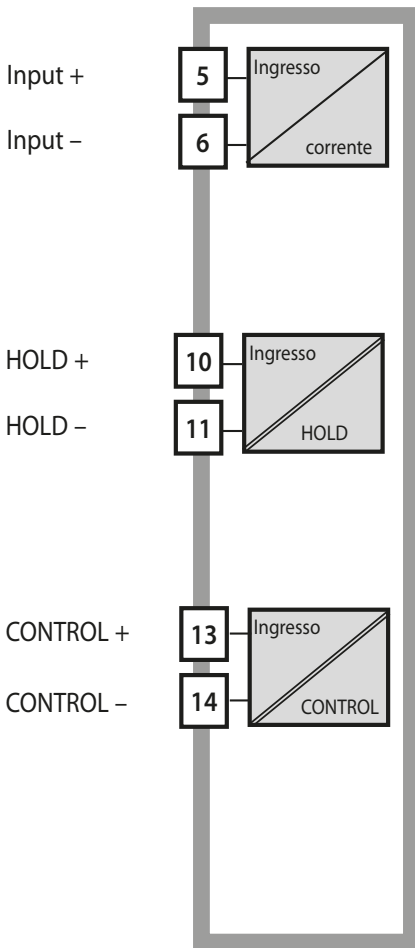 Input +
5
Ingresso
Input –
6
corrente
HOLD +
10
Ingresso
HOLD –
11
HOLD
CONTROL +
13
Ingresso
CONTROL –
14
CONTROL